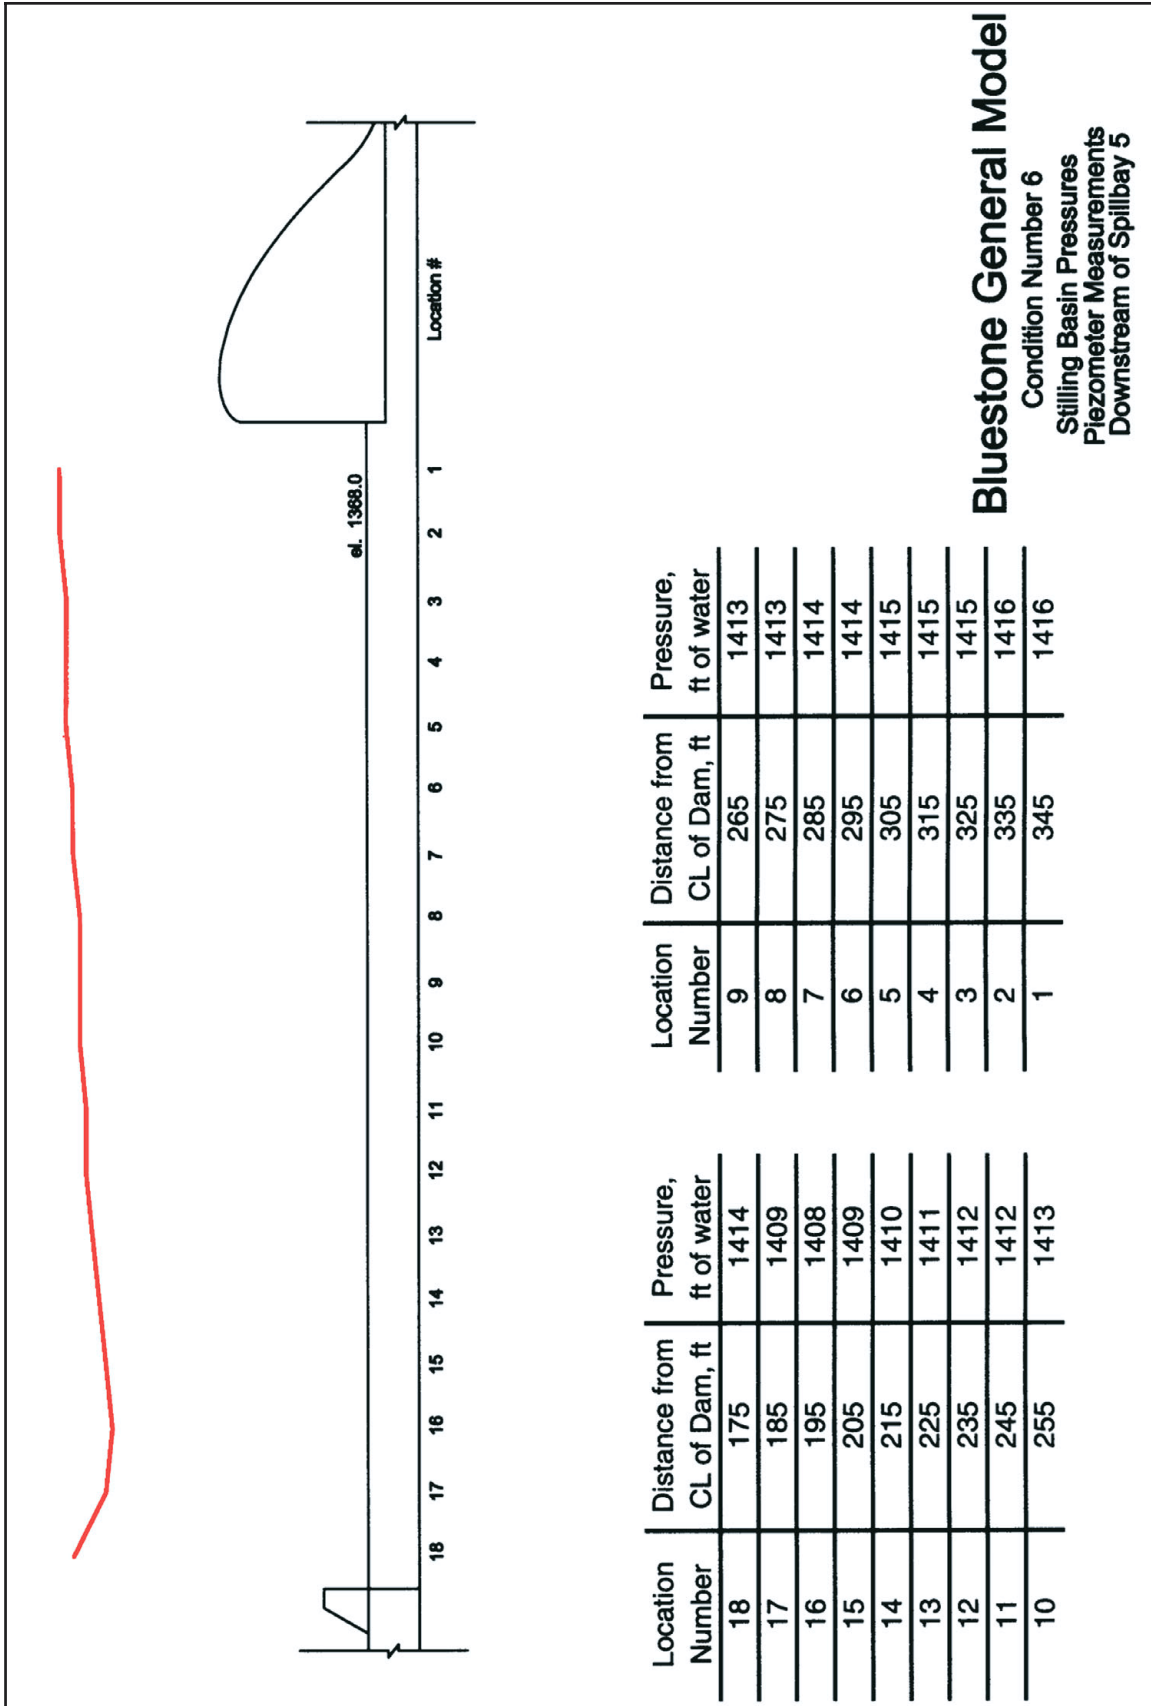 el. 1368.0
18 17 16 15 14 13 12 11 10 9 8 7 6 5 4 3 2 1 Location #
Location Number | Distance from CL of Dam, ft | Pressure, ft of water
18 175 1414
17 185 1409
16 195 1408
15 205 1409
14 215 1410
13 225 1411
12 235 1412
11 245 1412
10 255 1413
Location Number | Distance from CL of Dam, ft | Pressure, ft of water
9 265 1413
8 275 1413
7 285 1414
6 295 1414
5 305 1415
4 315 1415
3 325 1415
2 335 1416
1 345 1416
Bluestone General Model
Condition Number 6
Stilling Basin Pressures
Piezometer Measurements
Downstream of Spillbay 5